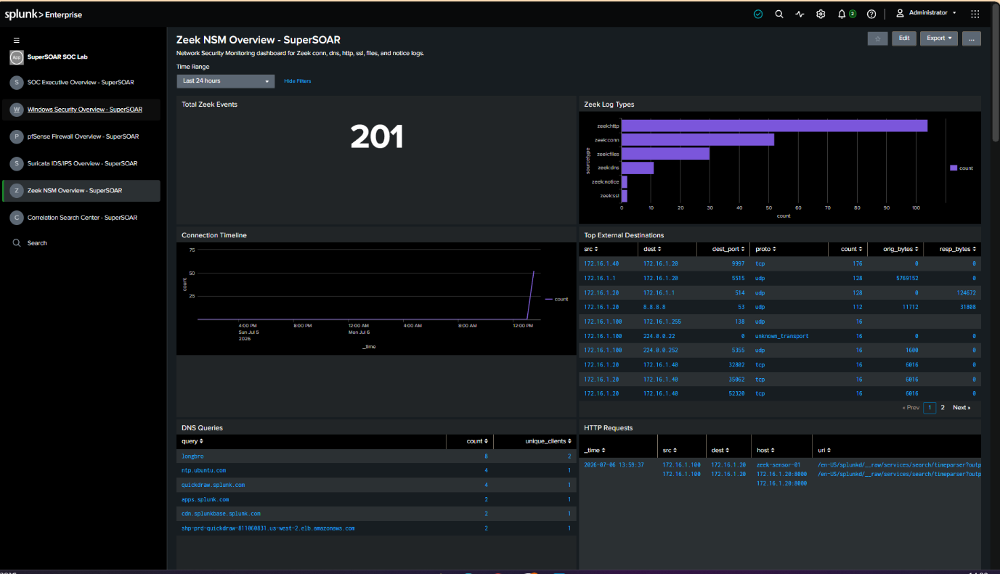 splunk> Enterprise
2
Administrator
App
SuperSOAR SOC Lab
S
SOC Executive Overview - SuperSOAR
W
Windows Security Overview - SuperSOAR
P
pfSense Firewall Overview - SuperSOAR
S
Suricata IDS/IPS Overview - SuperSOAR
Z
Zeek NSM Overview - SuperSOAR
C
Correlation Search Center - SuperSOAR
Search
Zeek NSM Overview - SuperSOAR
Edit
Export
...
Network Security Monitoring dashboard for Zeek conn, dns, http, ssl, files, and notice logs.
Time Range
Last 24 hours
Hide Filters
Total Zeek Events
201
Zeek Log Types
sourcetype
zeek:http
zeek:conn
zeek:files
zeek:dns
zeek:notice
zeek:ssl
0 10 20 30 40 50 60 70 80 90 100
count
count
Connection Timeline
75
50
25
count
count
4:00 PM 8:00 PM 12:00 AM 4:00 AM 8:00 AM 12:00 PM
Sun Jul 5 Mon Jul 6
2026
_time
Top External Destinations
src dest dest_port proto count orig_bytes resp_bytes
172.16.1.40 172.16.1.20 9997 tcp 176 0 0
172.16.1.1 172.16.1.20 5515 udp 128 5769152 0
172.16.1.20 172.16.1.1 514 udp 128 0 124672
172.16.1.20 8.8.8.8 53 udp 112 11712 31808
172.16.1.100 172.16.1.255 138 udp 16
172.16.1.100 224.0.0.22 0 unknown_transport 16 0 0
172.16.1.100 224.0.0.252 5355 udp 16 1600 0
172.16.1.20 172.16.1.40 32802 tcp 16 6016 0
172.16.1.20 172.16.1.40 35062 tcp 16 6016 0
172.16.1.20 172.16.1.40 52320 tcp 16 6016 0
« Prev 1 2 Next »
DNS Queries
query count unique_clients
longbro 8 2
ntp.ubuntu.com 4 1
quickdraw.splunk.com 4 1
apps.splunk.com 2 1
cdn.splunkbase.splunk.com 2 1
shp-prd-quickdraw-811060831.us-west-2.elb.amazonaws.com 2 1
HTTP Requests
_time src dest host uri
2026-07-06 13:59:37 172.16.1.100 172.16.1.20 zeek-sensor-01 /en-US/splunkd/__raw/services/search/timeparser?outp
172.16.1.100 172.16.1.20 172.16.1.20:8000 /en-US/splunkd/__raw/services/search/timeparser?outp
172.16.1.20:8000